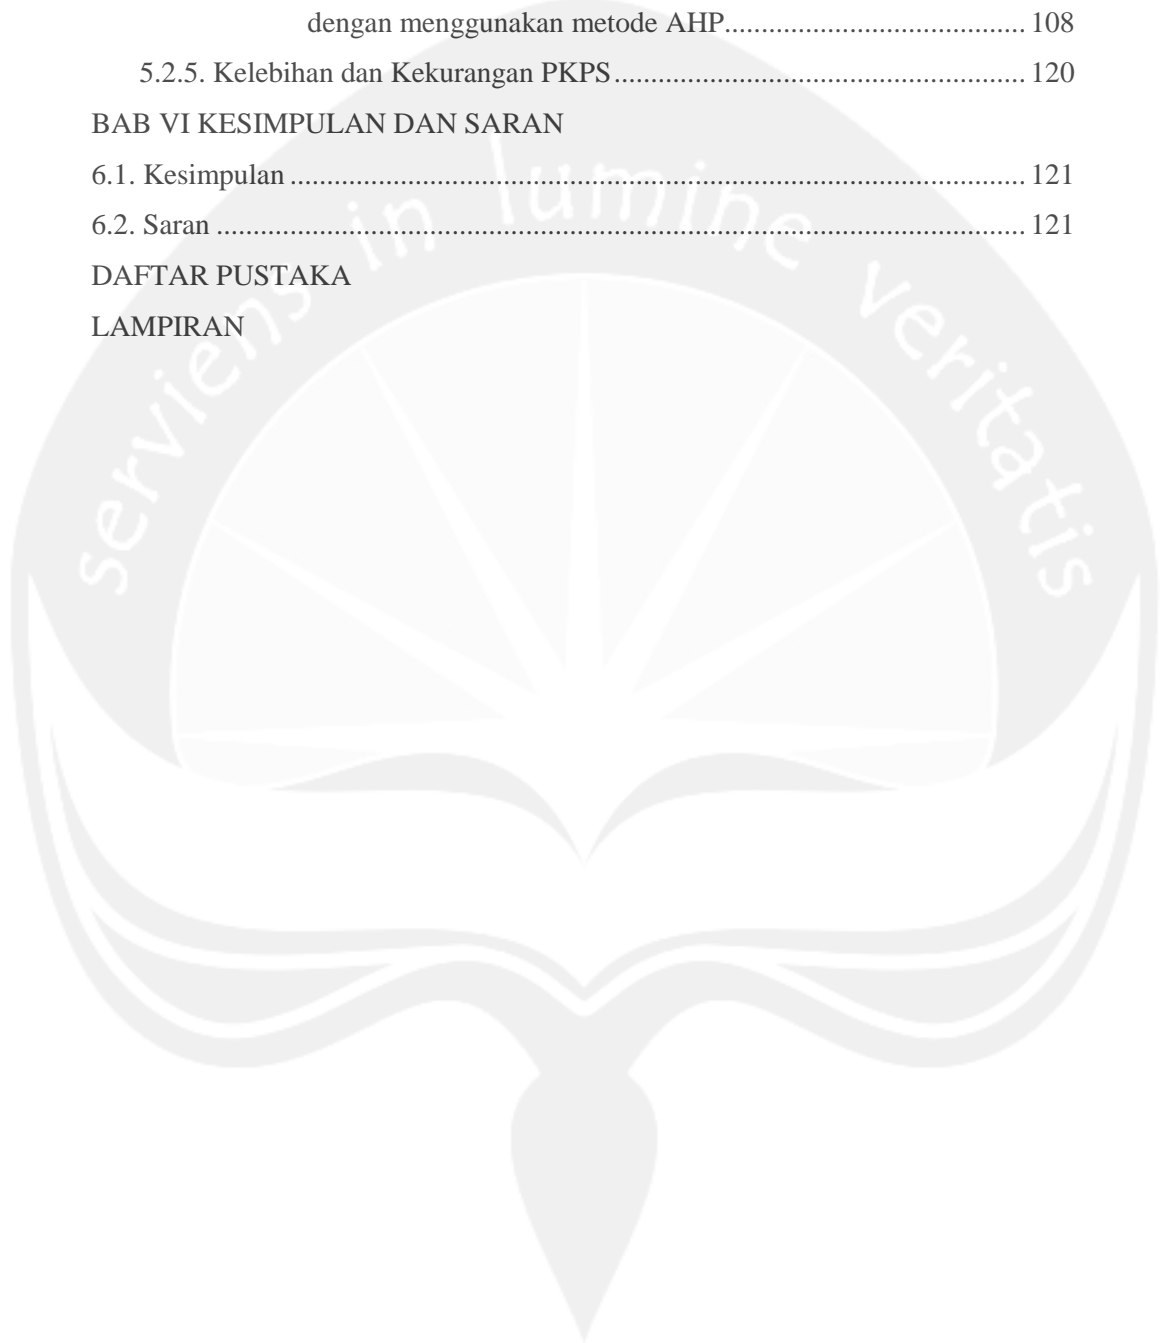 dengan menggunakan metode AHP......................................... 108
5.2.5. Kelebihan dan Kekurangan PKPS........................................................ 120
BAB VI KESIMPULAN DAN SARAN
6.1. Kesimpulan .................................................................................................... 121
6.2. Saran .............................................................................................................. 121
DAFTAR PUSTAKA
LAMPIRAN
serviens in lumine veritatis